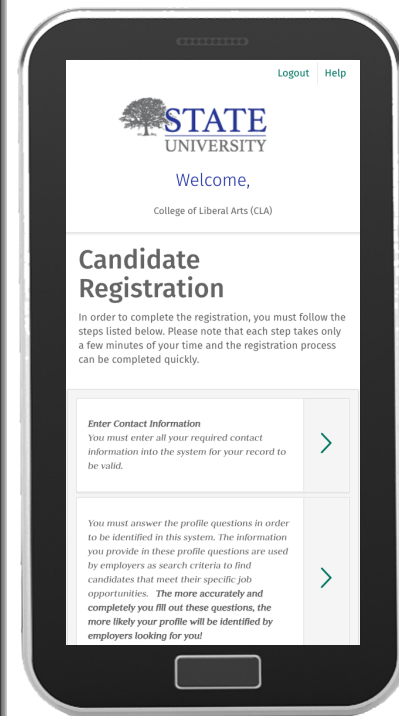 Logout Help
STATE
UNIVERSITY
Welcome,
College of Liberal Arts (CLA)
Candidate
Registration
In order to complete the registration, you must follow the
steps listed below. Please note that each step takes only
a few minutes of your time and the registration process
can be completed quickly.
Enter Contact Information
You must enter all your required contact
information into the system for your record to
be valid.
You must answer the profile questions in order
to be identified in this system. The information
you provide in these profile questions are used
by employers as search criteria to find
candidates that meet their specific job
opportunities. The more accurately and
completely you fill out these questions, the
more likely your profile will be identified by
employers looking for you!